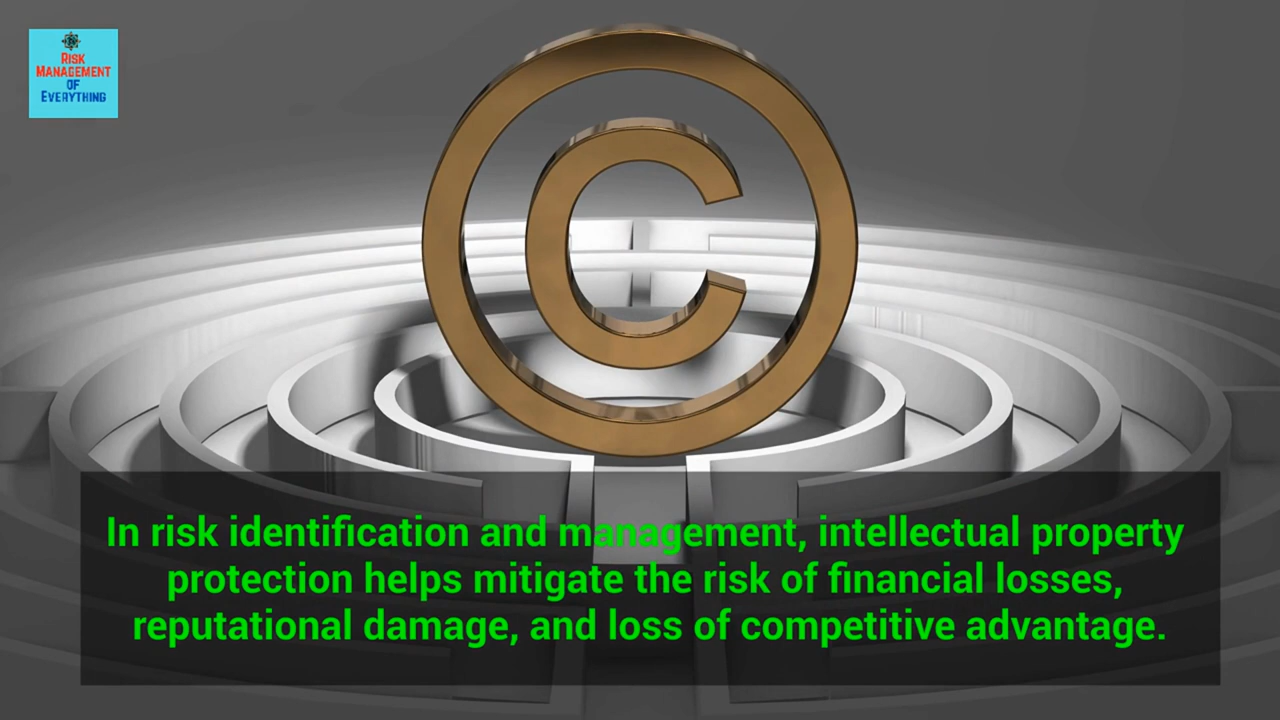 Risk
Management
of
Everything
In risk identification and management, intellectual property
protection helps mitigate the risk of financial losses,
reputational damage, and loss of competitive advantage.